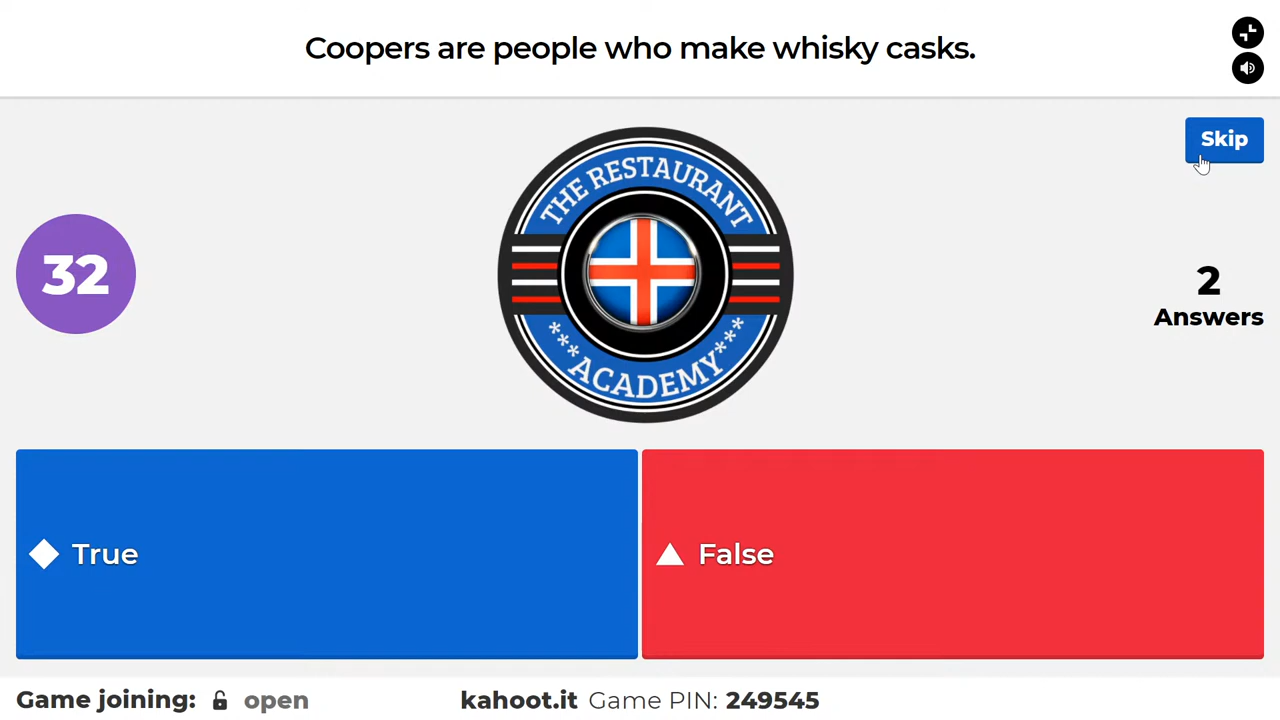 Coopers are people who make whisky casks.
Skip
THE RESTAURANT
***ACADEMY***
32
2
Answers
True
False
Game joining: open
kahoot.it Game PIN: 249545